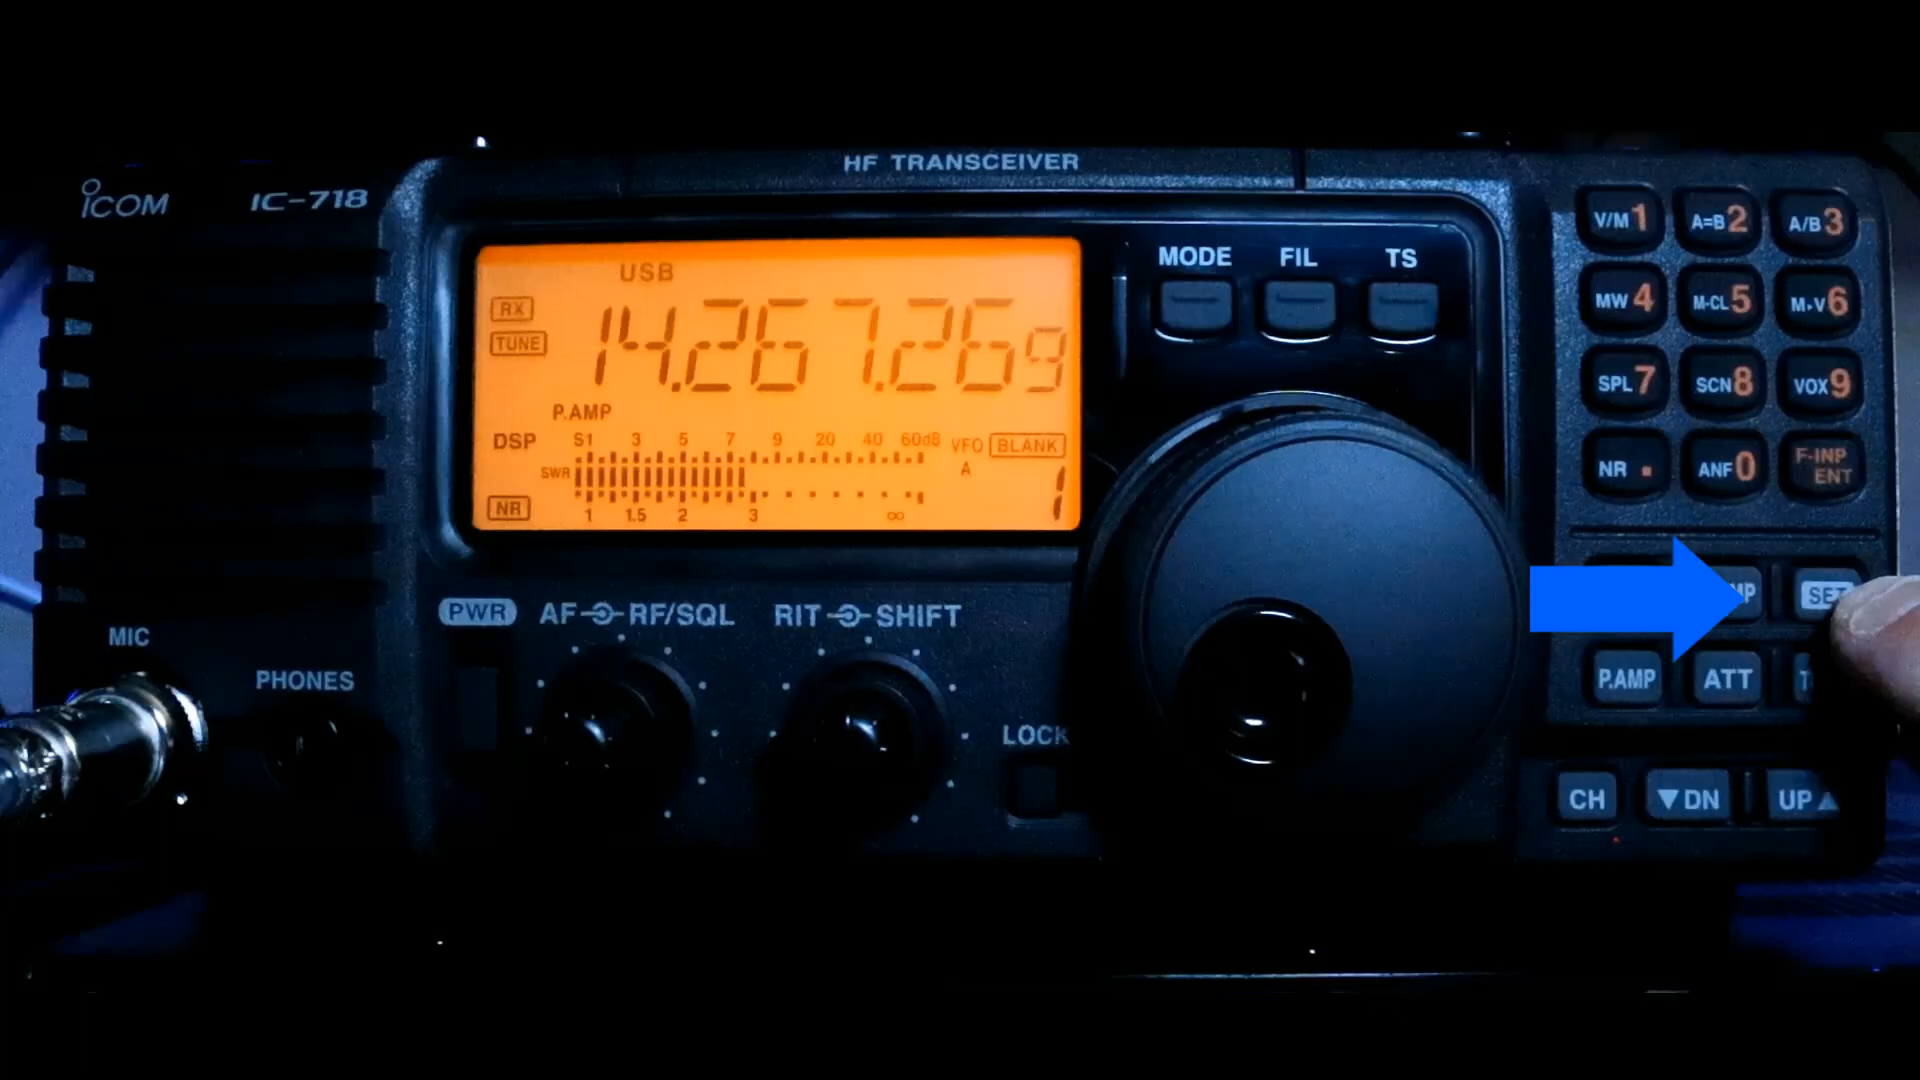 HF TRANSCEIVER
ICOM
IC-718
USB
RX
TUNE
14.267.269
P.AMP
DSP
S1 3 5 7 9 20 40 60dB
SWR
VFO BLANK
A
NR
1 1.5 2 3 ∞
1
MODE FIL TS
V/M 1 A=B 2 A/B 3
MW 4 M-CL 5 M▸V 6
SPL 7 SCN 8 VOX 9
NR . ANF 0 F-INP ENT
SET
P.AMP ATT
CH ▼DN UP▲
PWR AF RF/SQL RIT SHIFT
MIC
PHONES
LOCK